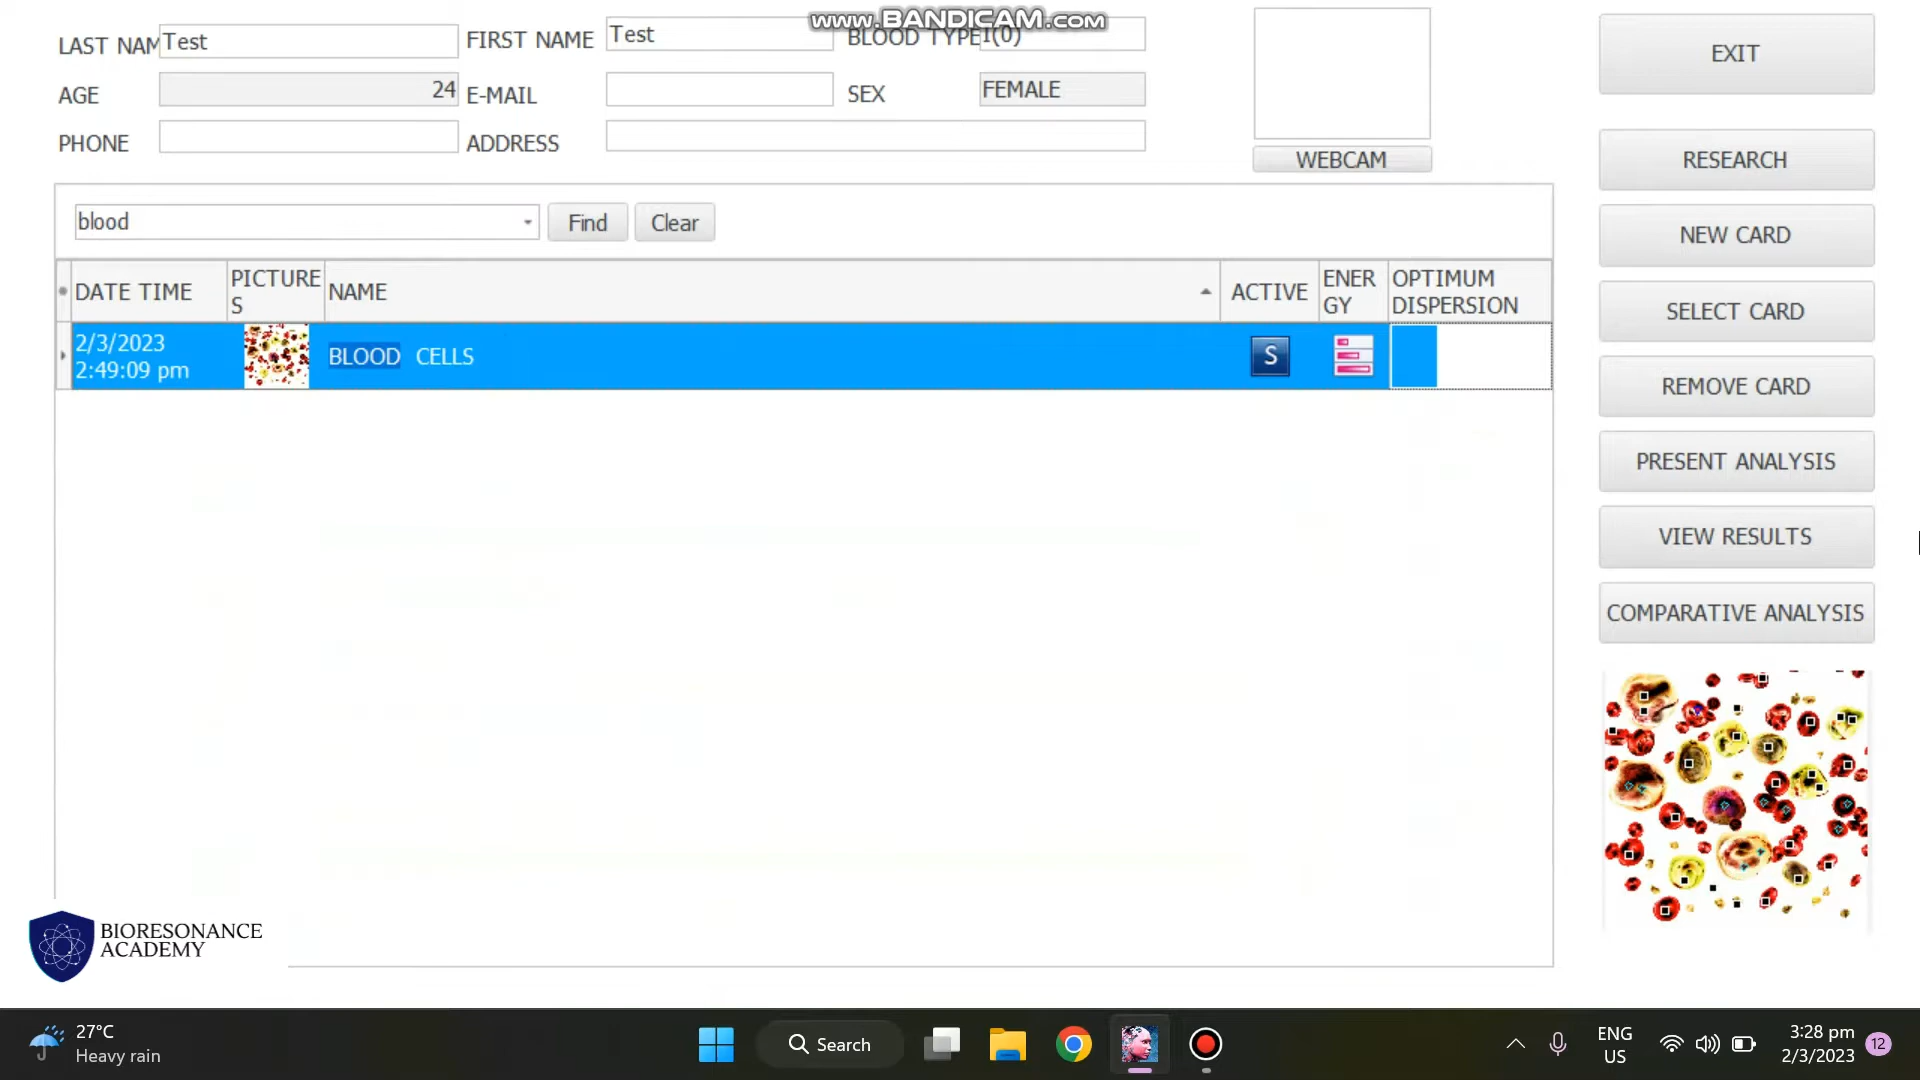 www.BANDICAM.com
LAST NAM Test FIRST NAME Test BLOOD TYPE I(0)
EXIT
AGE 24 E-MAIL SEX FEMALE
PHONE ADDRESS
WEBCAM
RESEARCH
blood Find Clear
NEW CARD
DATE TIME PICTURE
S NAME ACTIVE ENER
GY OPTIMUM
DISPERSION
SELECT CARD
2/3/2023
2:49:09 pm BLOOD CELLS S
REMOVE CARD
PRESENT ANALYSIS
VIEW RESULTS
COMPARATIVE ANALYSIS
BIORESONANCE
ACADEMY
27°C
Heavy rain
Search
ENG
US
3:28 pm
2/3/2023
12